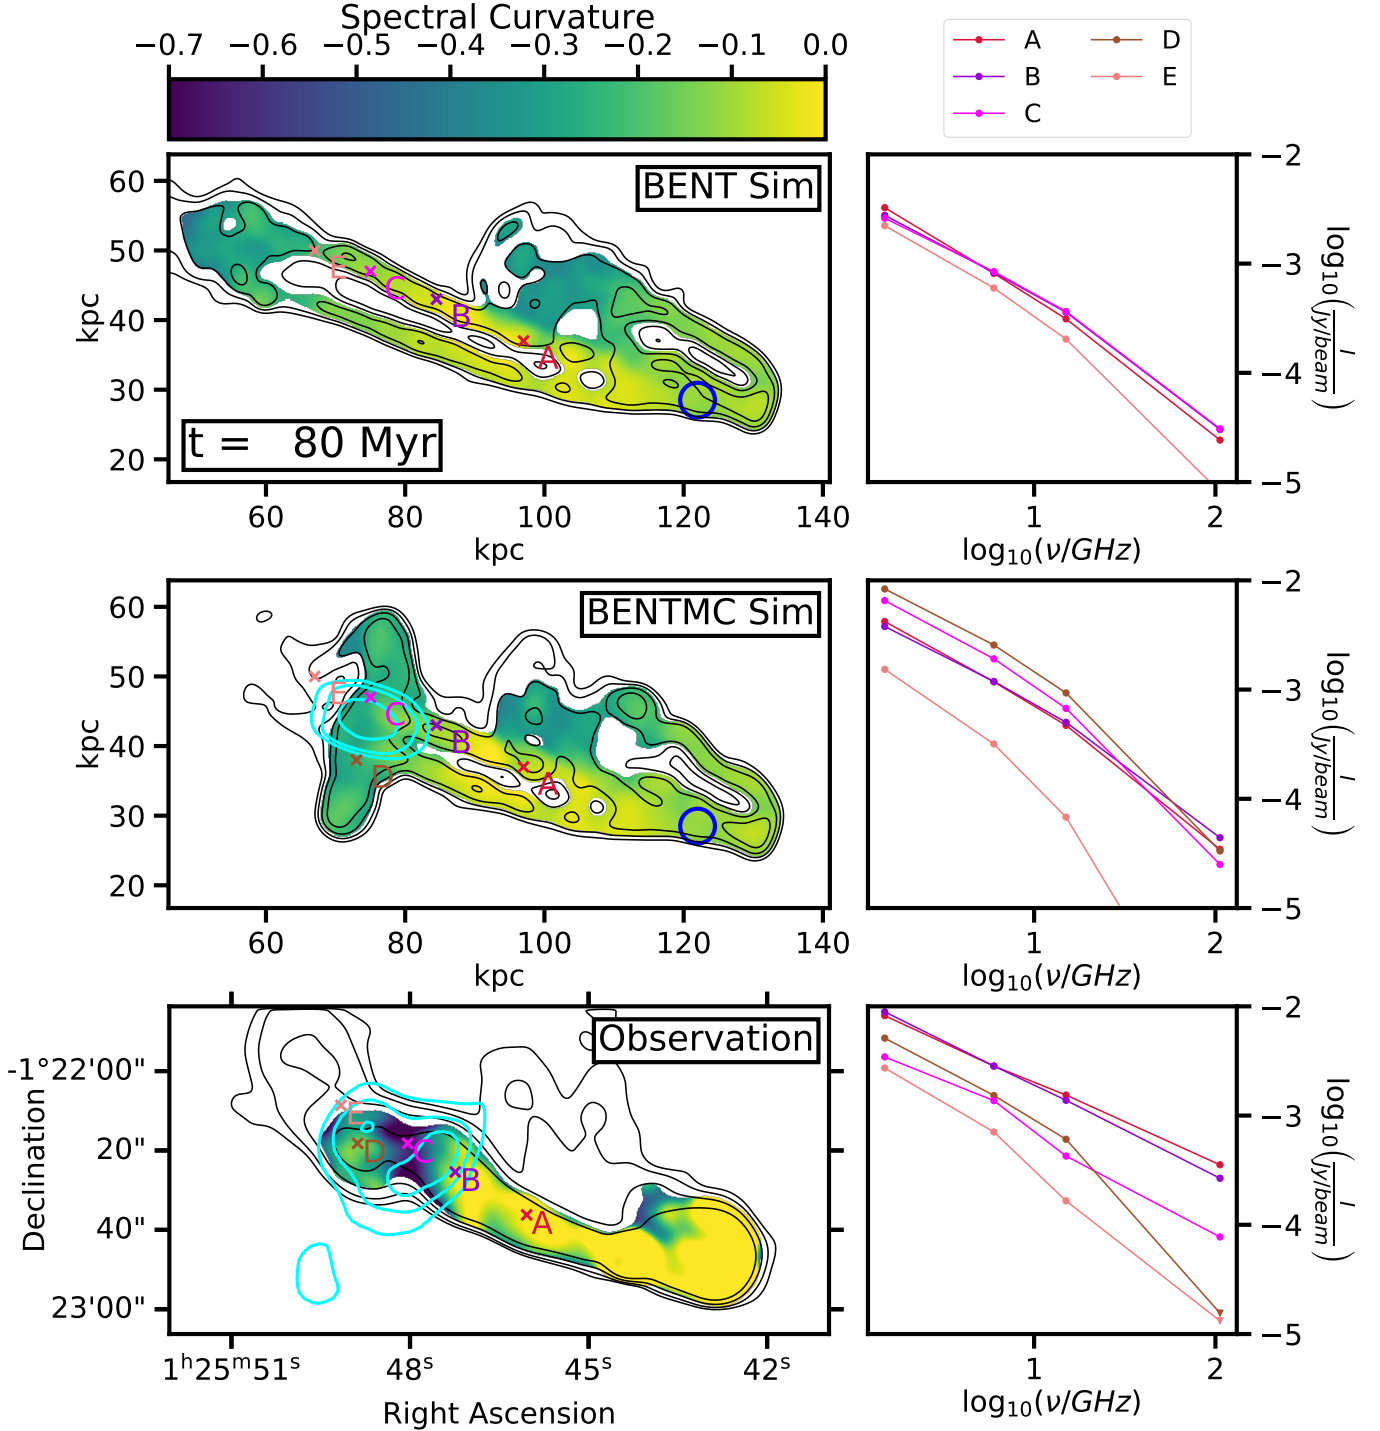 Spectral Curvature
−0.7 −0.6 −0.5 −0.4 −0.3 −0.2 −0.1 0.0
A D
B E
C
BENT Sim
t = 80 Myr
E C B A
60
50
40
30
20
kpc
60 80 100 120 140
kpc
−2
−3
−4
−5
log₁₀(I/Jy/beam)
1 2
log₁₀(ν/GHz)
BENTMC Sim
E C B D A
60
50
40
30
20
kpc
60 80 100 120 140
kpc
−2
−3
−4
−5
log₁₀(I/Jy/beam)
1 2
log₁₀(ν/GHz)
Observation
E D C B A
-1°22'00"
20"
40"
23'00"
Declination
1ʰ25ᵐ51ˢ 48ˢ 45ˢ 42ˢ
Right Ascension
−2
−3
−4
−5
log₁₀(I/Jy/beam)
1 2
log₁₀(ν/GHz)